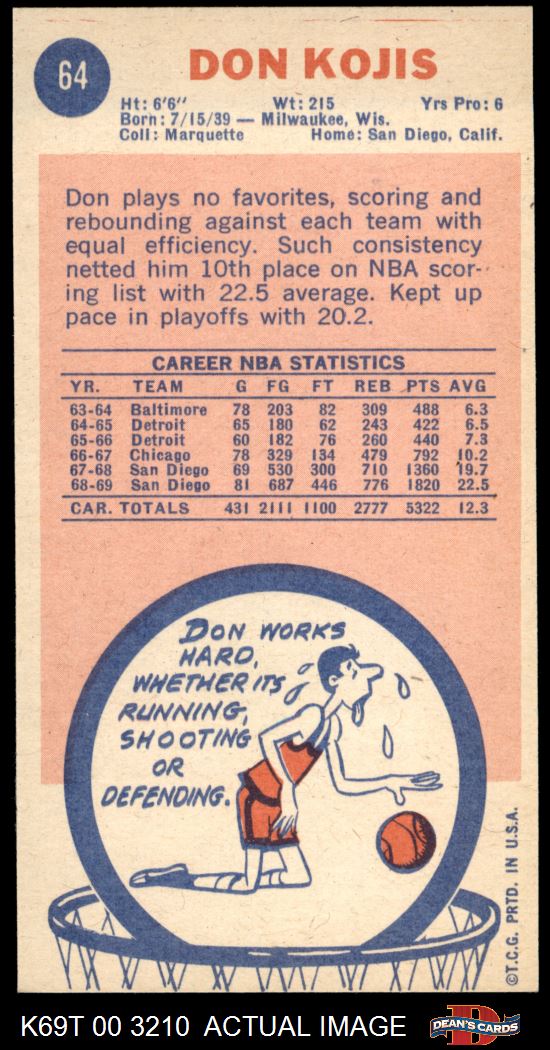 64
DON KOJIS
Ht: 6'6" Wt: 215 Yrs Pro: 6
Born: 7/15/39 — Milwaukee, Wis.
Coll: Marquette Home: San Diego, Calif.
Don plays no favorites, scoring and
rebounding against each team with
equal efficiency. Such consistency
netted him 10th place on NBA scor-
ing list with 22.5 average. Kept up
pace in playoffs with 20.2.
CAREER NBA STATISTICS
YR. TEAM G FG FT REB PTS AVG
63-64 Baltimore 78 203 82 309 488 6.3
64-65 Detroit 65 180 62 243 422 6.5
65-66 Detroit 60 182 76 260 440 7.3
66-67 Chicago 78 329 134 479 792 10.2
67-68 San Diego 69 530 300 710 1360 19.7
68-69 San Diego 81 687 446 776 1820 22.5
CAR. TOTALS 431 2111 1100 2777 5322 12.3
DON WORKS
HARD,
WHETHER ITS
RUNNING,
SHOOTING
OR
DEFENDING.
©T.C.G. PRTD. IN U.S.A.
K69T 00 3210 ACTUAL IMAGE
D
DEAN'S CARDS